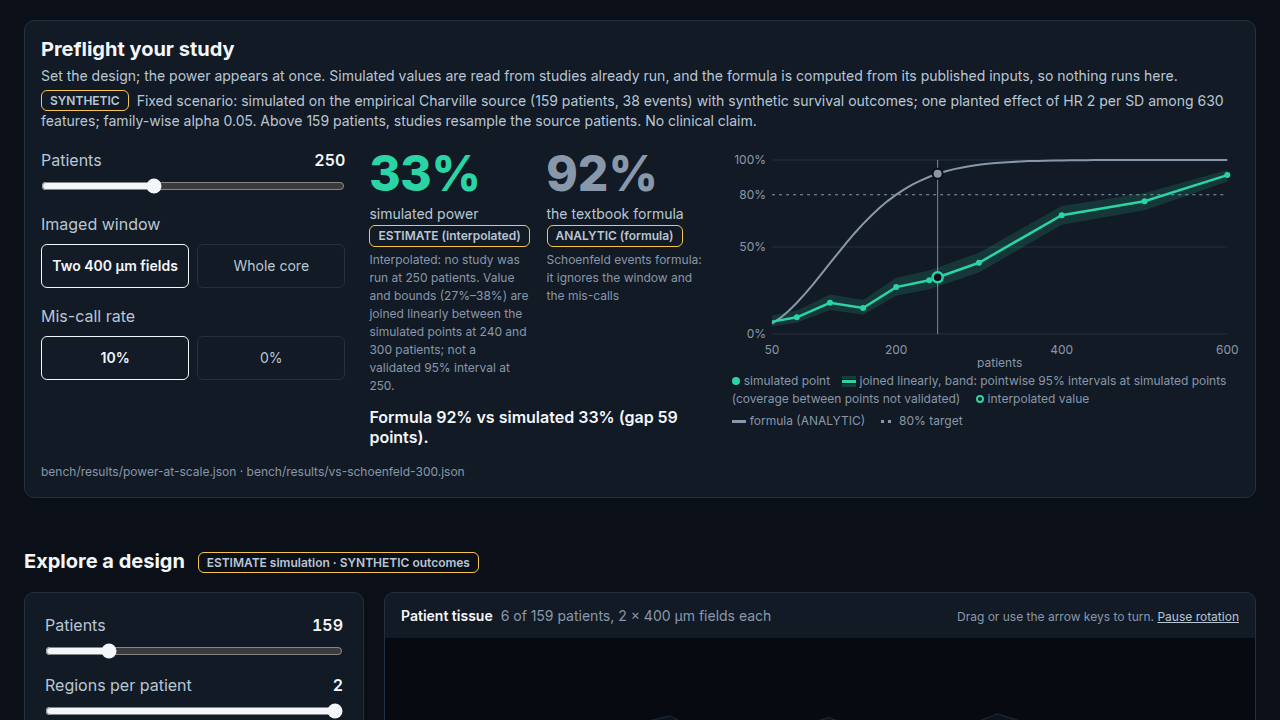 Preflight your study
Set the design; the power appears at once. Simulated values are read from studies already run, and the formula is computed from its published inputs, so nothing runs here.
SYNTHETIC Fixed scenario: simulated on the empirical Charville source (159 patients, 38 events) with synthetic survival outcomes; one planted effect of HR 2 per SD among 630
features; family-wise alpha 0.05. Above 159 patients, studies resample the source patients. No clinical claim.
Patients 250
Imaged window
Two 400 µm fields Whole core
Mis-call rate
10% 0%
33%
simulated power
ESTIMATE (interpolated)
Interpolated: no study was
run at 250 patients. Value
and bounds (27%–38%) are
joined linearly between the
simulated points at 240 and
300 patients; not a
validated 95% interval at
250.
92%
the textbook formula
ANALYTIC (formula)
Schoenfeld events formula:
it ignores the window and
the mis-calls
Formula 92% vs simulated 33% (gap 59
points).
100%
80%
50%
0%
50 200 400 600
patients
simulated point joined linearly, band: pointwise 95% intervals at simulated points
(coverage between points not validated) interpolated value
formula (ANALYTIC) 80% target
bench/results/power-at-scale.json · bench/results/vs-schoenfeld-300.json
Explore a design ESTIMATE simulation · SYNTHETIC outcomes
Patients 159
Regions per patient 2
Patient tissue 6 of 159 patients, 2 × 400 µm fields each
Drag or use the arrow keys to turn. Pause rotation